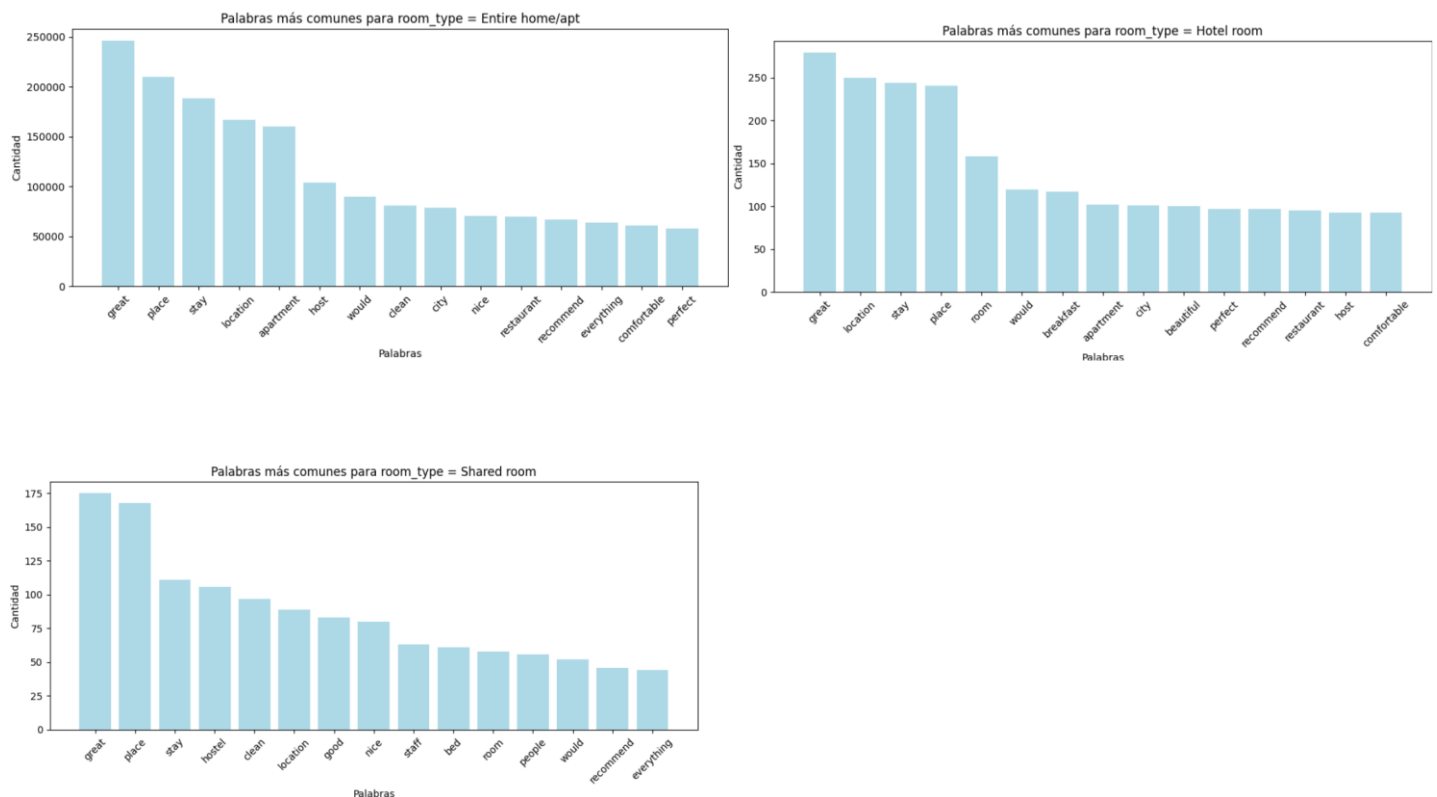 Palabras más comunes para room_type = Entire home/apt
250000
200000
150000
100000
50000
0
Cantidad
great place stay location apartment host would clean city nice restaurant recommend everything comfortable perfect
Palabras
Palabras más comunes para room_type = Hotel room
250
200
150
100
50
0
Cantidad
great location stay place room would breakfast apartment city beautiful perfect recommend restaurant host comfortable
Palabras
Palabras más comunes para room_type = Shared room
175
150
125
100
75
50
25
0
Cantidad
great place stay hostel clean location good nice staff bed room people would recommend everything
Palabras